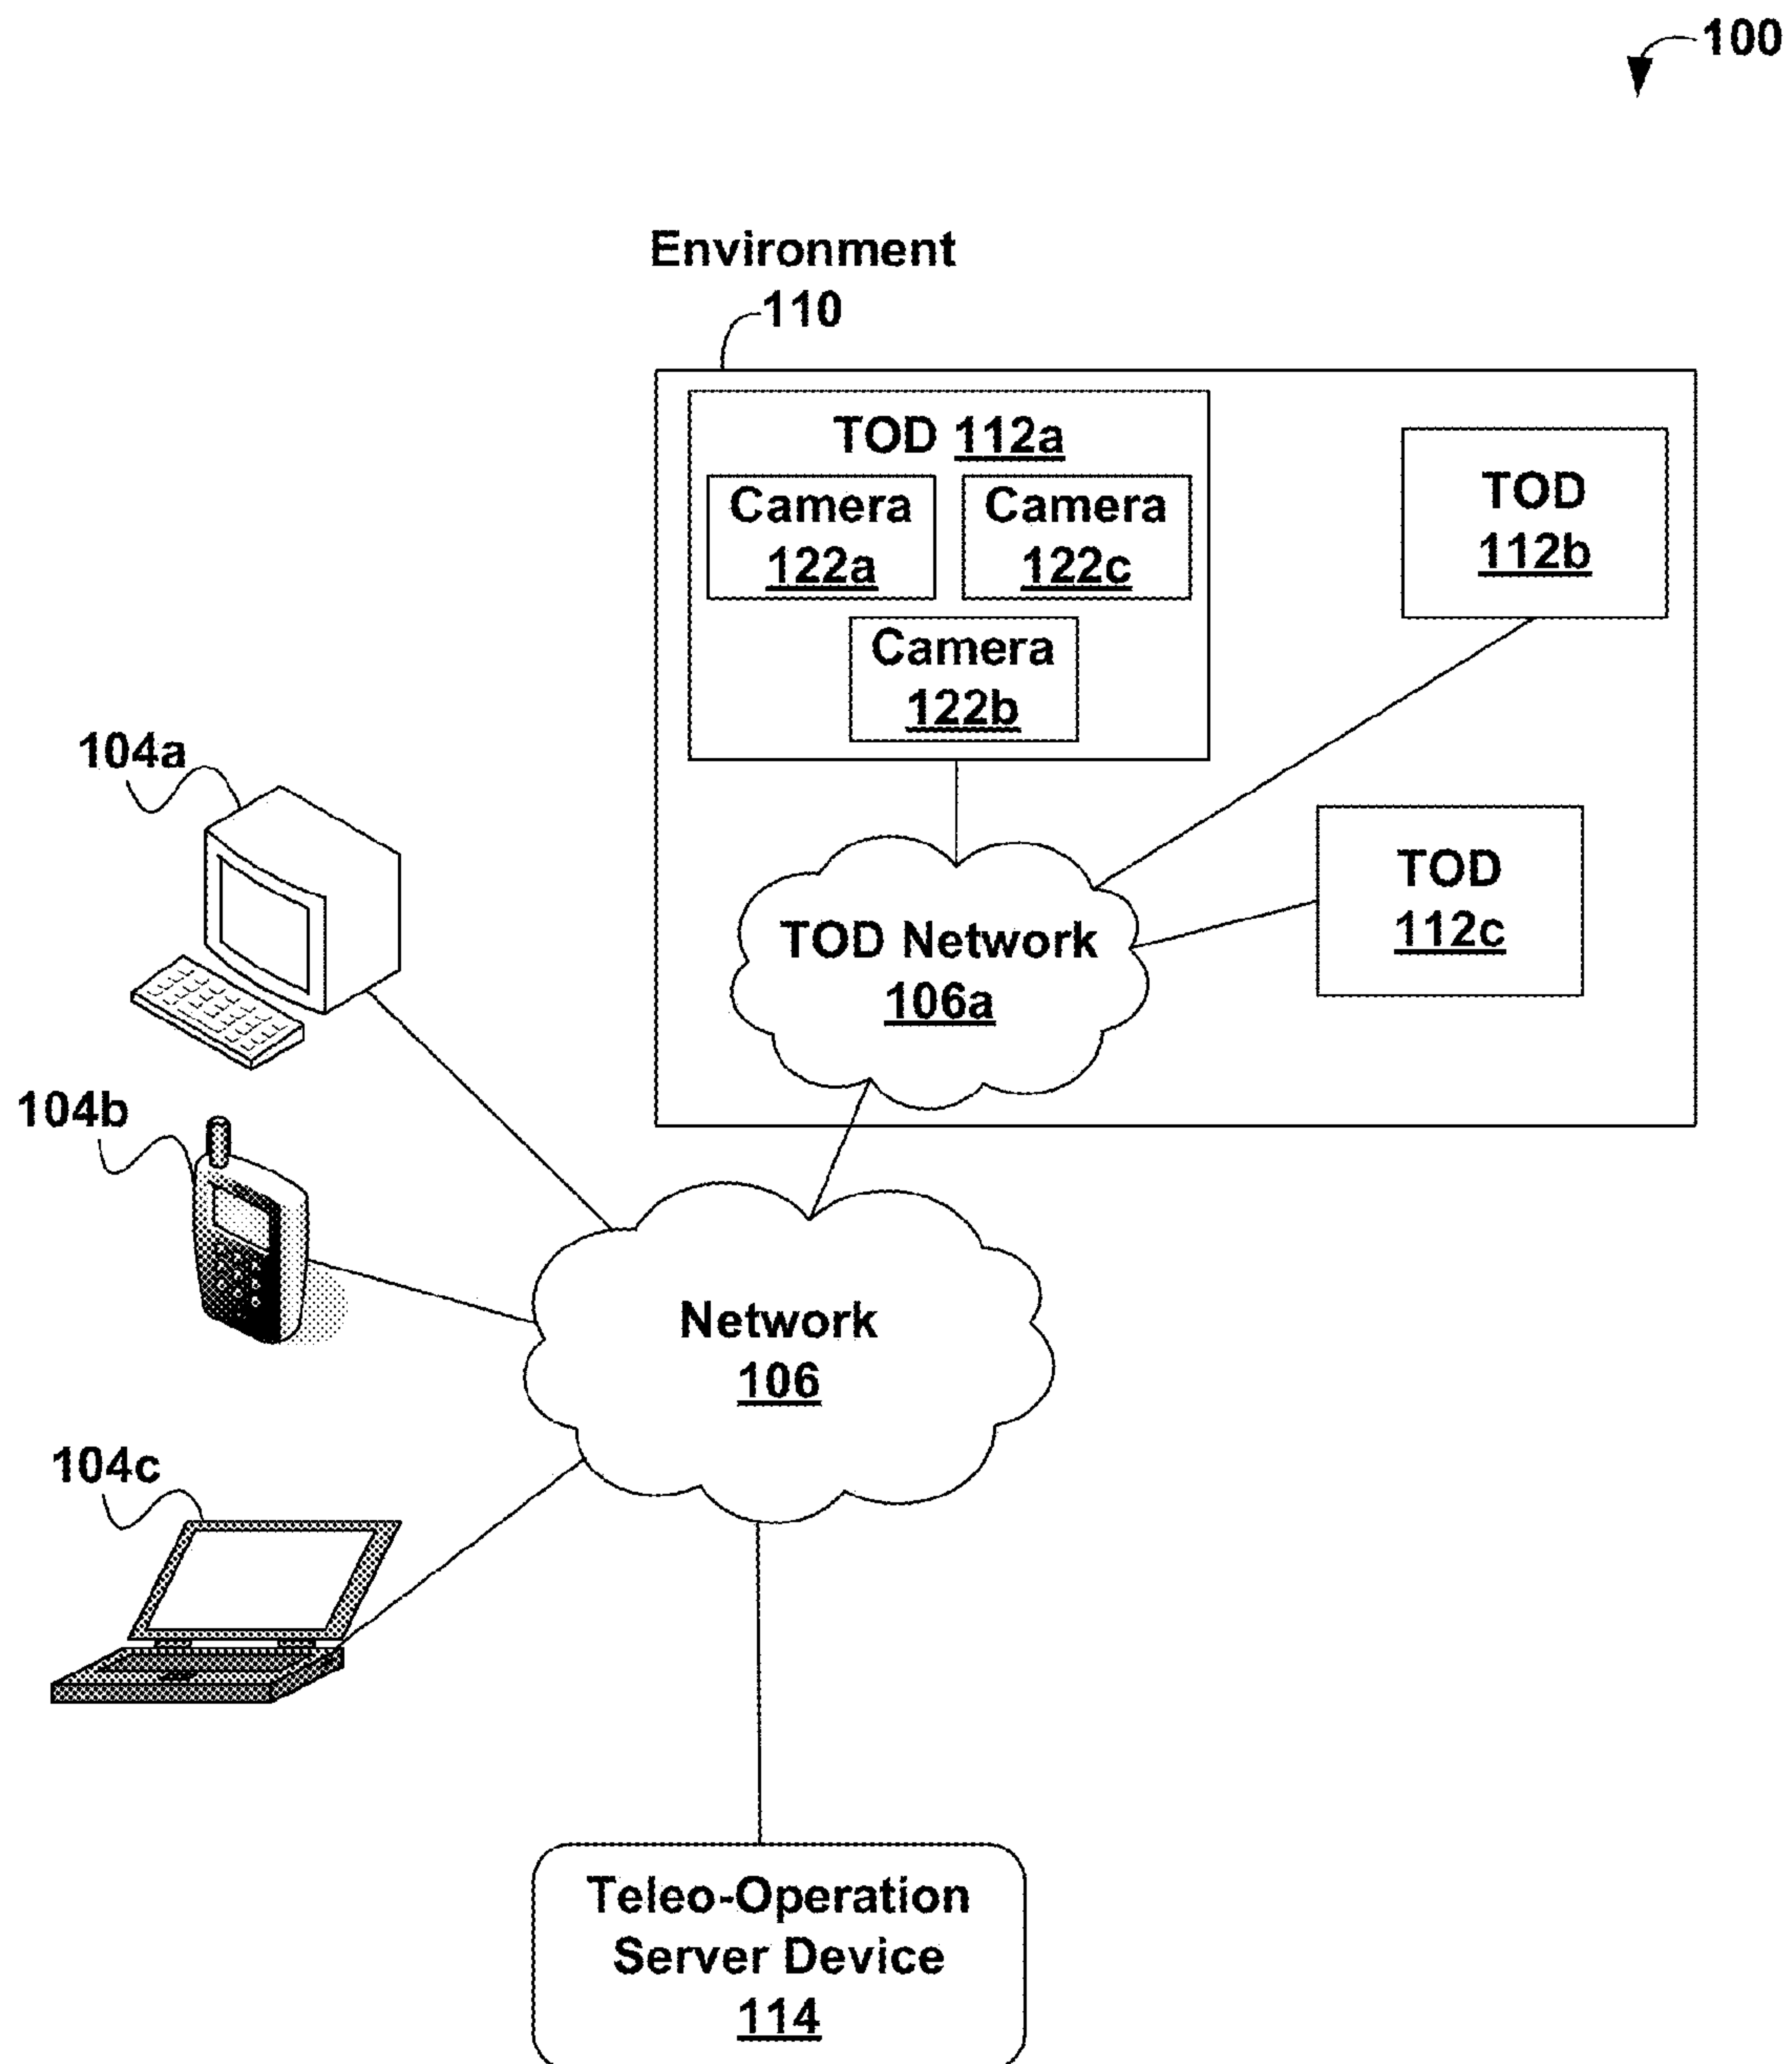 100
Environment
110
TOD 112a
Camera
122a
Camera
122c
Camera
122b
TOD
112b
TOD
112c
TOD Network
106a
104a
104b
104c
Network
106
Teleo-Operation
Server Device
114